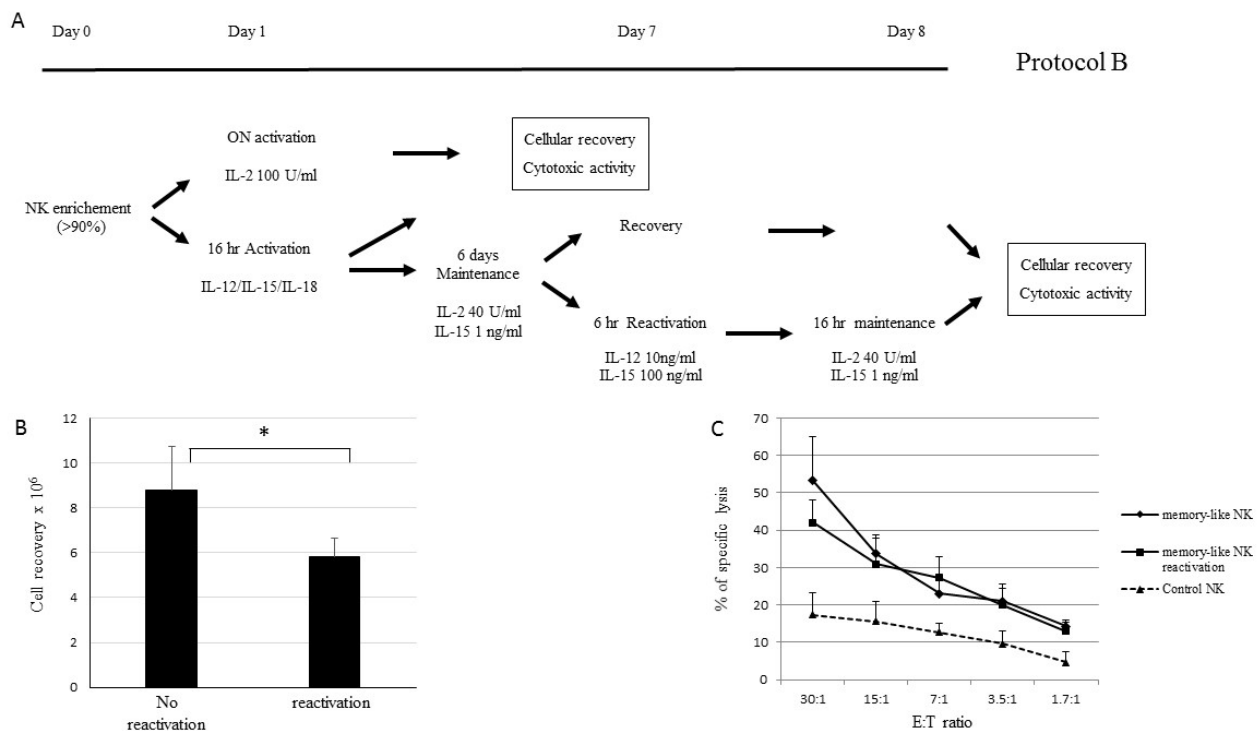 A
Day 0 Day 1 Day 7 Day 8
Protocol B
ON activation
IL-2 100 U/ml
Cellular recovery
Cytotoxic activity
NK enrichement
(>90%)
16 hr Activation
IL-12/IL-15/IL-18
6 days
Maintenance
IL-2 40 U/ml
IL-15 1 ng/ml
Recovery
6 hr Reactivation
IL-12 10ng/ml
IL-15 100 ng/ml
16 hr maintenance
IL-2 40 U/ml
IL-15 1 ng/ml
Cellular recovery
Cytotoxic activity
B
Cell recovery x 10⁶
12
10
8
6
4
2
0
*
No
reactivation
reactivation
C
% of specific lysis
70
60
50
40
30
20
10
0
30:1 15:1 7:1 3.5:1 1.7:1
E:T ratio
memory-like NK
memory-like NK
reactivation
Control NK